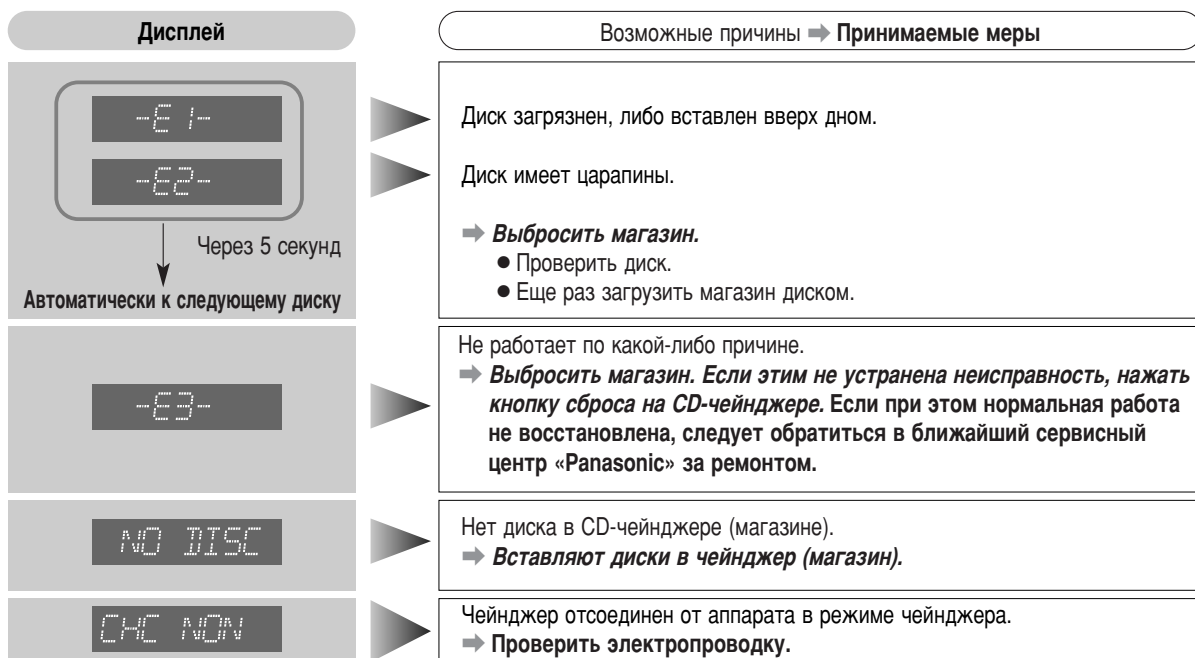 Дисплей
Возможные причины ➡ Принимаемые меры
-E1-
Диск загрязнен, либо вставлен вверх дном.
-E2-
Диск имеет царапины.
Через 5 секунд
Автоматически к следующему диску
➡ Выбросить магазин.
● Проверить диск.
● Еще раз загрузить магазин диском.
-E3-
Не работает по какой-либо причине.
➡ Выбросить магазин. Если этим не устранена неисправность, нажать
кнопку сброса на CD-чейнджере. Если при этом нормальная работа
не восстановлена, следует обратиться в ближайший сервисный
центр «Panasonic» за ремонтом.
NO DISC
Нет диска в CD-чейнджере (магазине).
➡ Вставляют диски в чейнджер (магазин).
CHC NON
Чейнджер отсоединен от аппарата в режиме чейнджера.
➡ Проверить электропроводку.